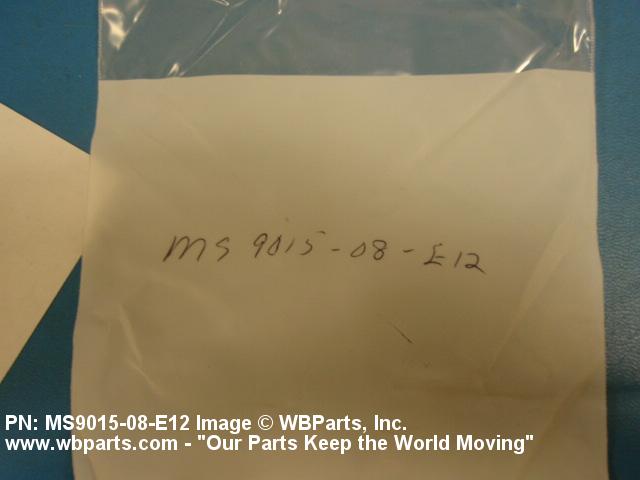 MS 9015-08-E12
PN: MS9015-08-E12 Image © WBParts, Inc.
www.wbparts.com - "Our Parts Keep the World Moving"